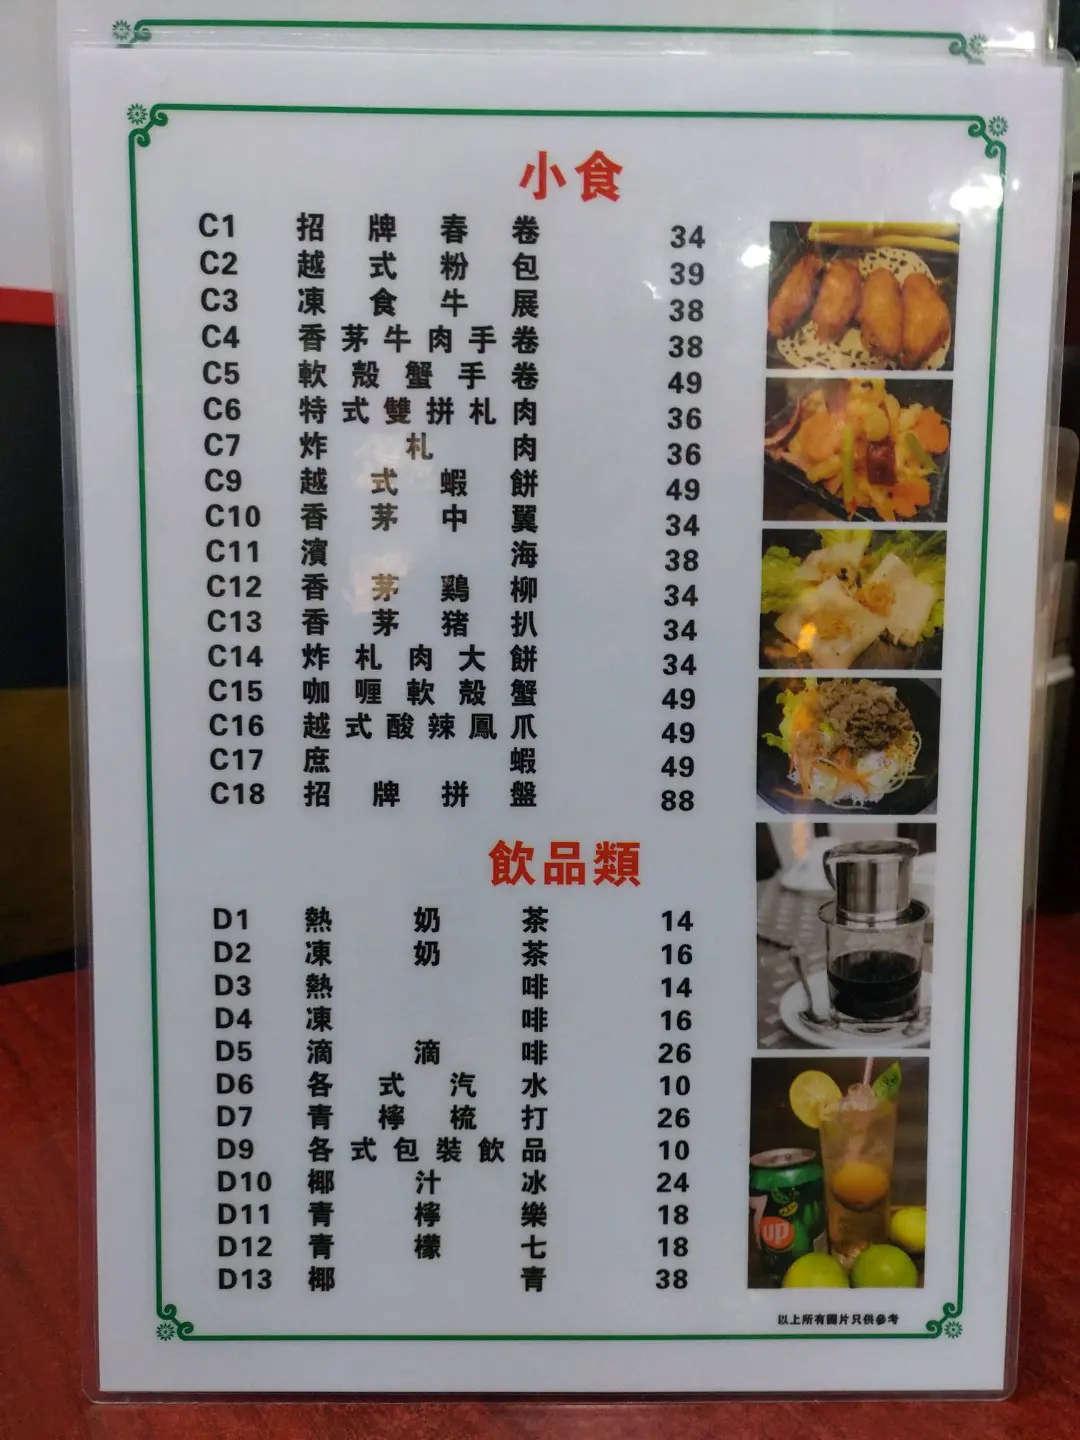 小食
C1 招牌春卷 34
C2 越式粉包 39
C3 凍食牛展 38
C4 香茅牛肉手卷 38
C5 軟殼蟹手卷 49
C6 特式雙拼札肉 36
C7 炸札肉 36
C9 越式蝦餅 49
C10 香茅中翼 34
C11 濱海 38
C12 香茅鷄柳 34
C13 香茅猪扒 34
C14 炸札肉大餅 34
C15 咖喱軟殼蟹 49
C16 越式酸辣鳳爪 49
C17 庶蝦 49
C18 招牌拼盤 88
飲品類
D1 熱奶茶 14
D2 凍奶茶 16
D3 熱啡 14
D4 凍啡 16
D5 滴滴啡 26
D6 各式汽水 10
D7 青檸梳打 26
D9 各式包裝飲品 10
D10 椰汁冰 24
D11 青檸樂 18
D12 青檬七 18
D13 椰青 38
7up
以上所有圖片只供參考